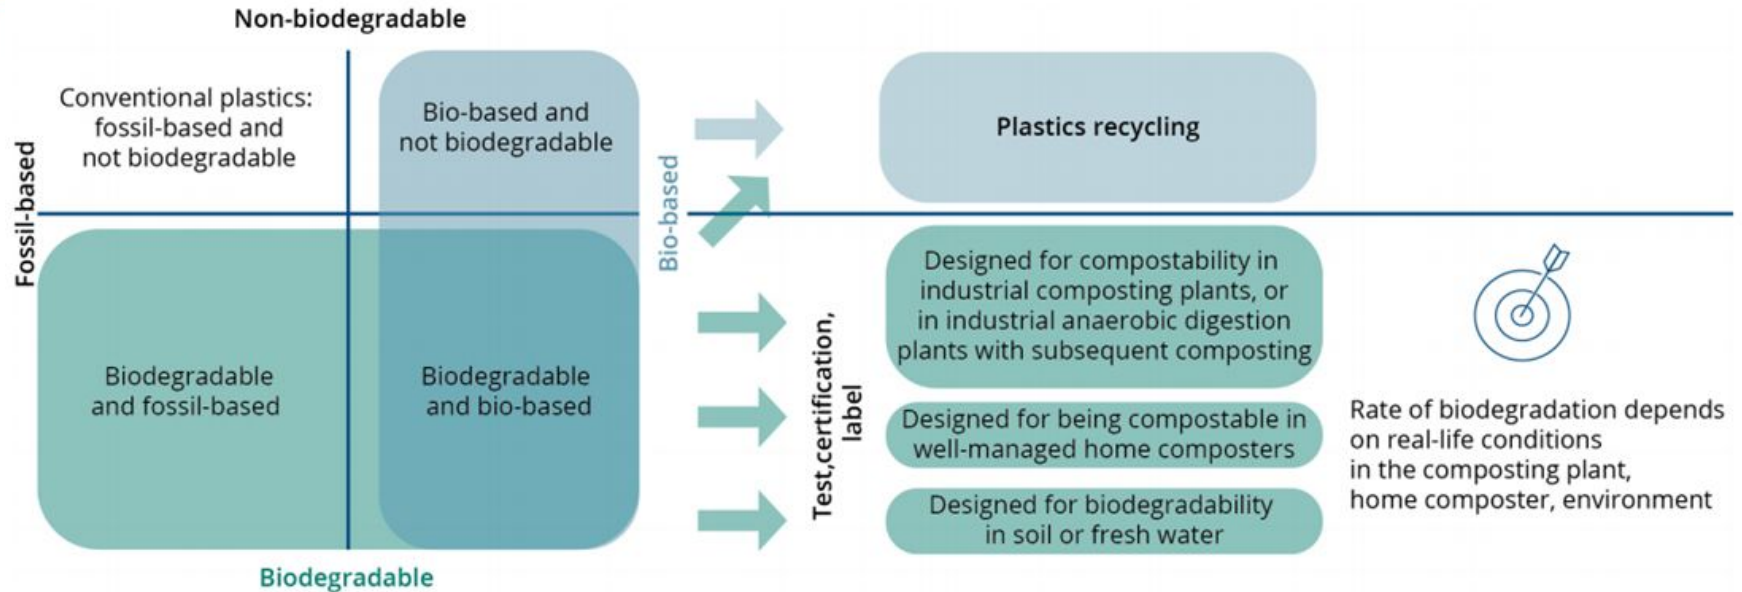 Non-biodegradable
Conventional plastics:
fossil-based and
not biodegradable
Bio-based and
not biodegradable
Fossil-based
Bio-based
Biodegradable
and fossil-based
Biodegradable
and bio-based
Biodegradable
Plastics recycling
Test,certification,
label
Designed for compostability in
industrial composting plants, or
in industrial anaerobic digestion
plants with subsequent composting
Designed for being compostable in
well-managed home composters
Designed for biodegradability
in soil or fresh water
Rate of biodegradation depends
on real-life conditions
in the composting plant,
home composter, environment